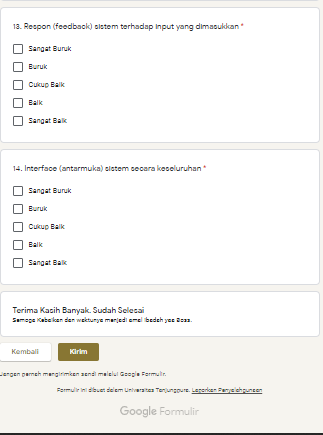 13. Respon (feedback) sistem terhadap input yang dimasukkan *
Sangat Buruk
Buruk
Cukup Baik
Baik
Sangat Baik
14. Interface (antarmuka) sistem secara keseluruhan *
Sangat Buruk
Buruk
Cukup Baik
Baik
Sangat Baik
Terima Kasih Banyak. Sudah Selesai
Semoga Kebaikan dan waktunya menjadi amal ibadah yaa Boss.
Kembali
Kirim
Jangan pernah mengirimkan sandi melalui Google Formulir.
Formulir ini dibuat dalam Universitas Tanjungpura. Laporkan Penyalahgunaan
Google Formulir